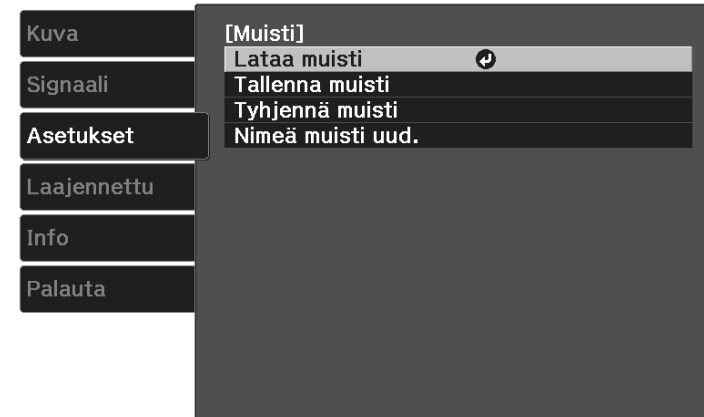 Kuva
Signaali
Asetukset
Laajennettu
Info
Palauta
[Muisti]
Lataa muisti
Tallenna muisti
Tyhjennä muisti
Nimeä muisti uud.